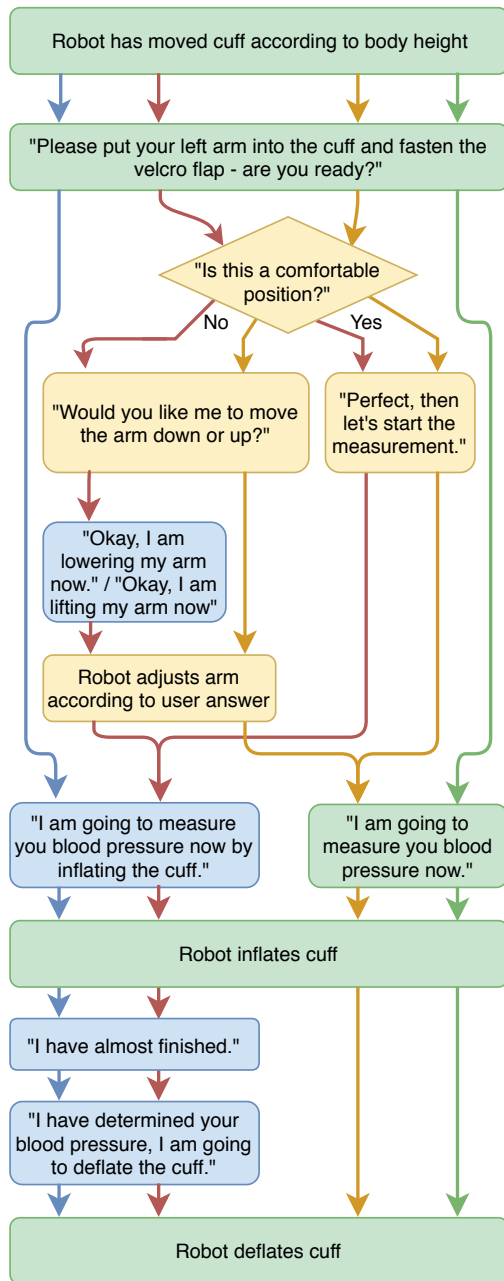 Robot has moved cuff according to body height
"Please put your left arm into the cuff and fasten the
velcro flap - are you ready?"
"Is this a comfortable
position?"
No
Yes
"Would you like me to move
the arm down or up?"
"Perfect, then
let's start the
measurement."
"Okay, I am
lowering my arm
now." / "Okay, I am
lifting my arm now"
Robot adjusts arm
according to user answer
"I am going to measure
you blood pressure now by
inflating the cuff."
"I am going to
measure you blood
pressure now."
Robot inflates cuff
"I have almost finished."
"I have determined your
blood pressure, I am going
to deflate the cuff."
Robot deflates cuff